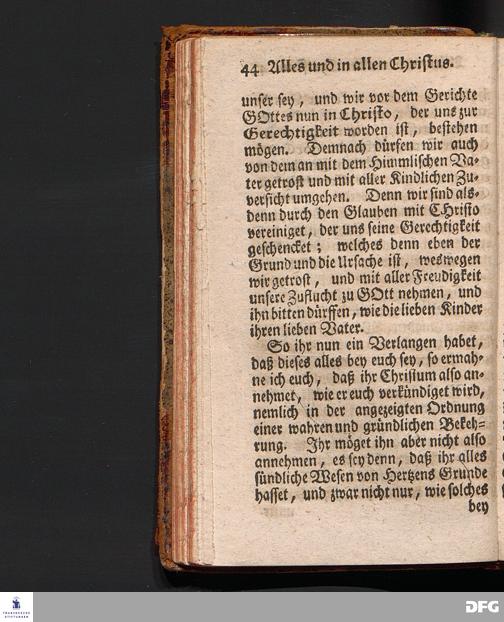 44 Alles und in allen Christus.
unser sey, und wir vor dem Gerichte
GOttes nun in Christo, der uns zur
Gerechtigkeit worden ist, bestehen
mögen. Demnach dürfen wir auch
von dem an mit dem Himmlischen Va-
ter getrost und mit aller Kindlichen Zu-
versicht umgehen. Denn wir sind als-
denn durch den Glauben mit CHristo
vereiniget, der uns seine Gerechtigkeit
geschencket; welches denn eben der
Grund und die Ursache ist, weswegen
wir getrost, und mit aller Freudigkeit
unsere Zuflucht zu GOtt nehmen, und
ihn bitten dürffen, wie die lieben Kinder
ihren lieben Vater.
So ihr nun ein Verlangen habet,
daß dieses alles bey euch sey, so ermah-
ne ich euch, daß ihr Christum also an-
nehmet, wie er euch verkündiget wird,
nemlich in der angezeigten Ordnung
einer wahren und gründlichen Bekeh-
rung. Ihr möget ihn aber nicht also
annehmen, es sey denn, daß ihr alles
sündliche Wesen von Hertzens Grunde
hasset, und zwar nicht nur, wie solches
bey
FRANCKESCHE
STIFTUNGEN
DFG